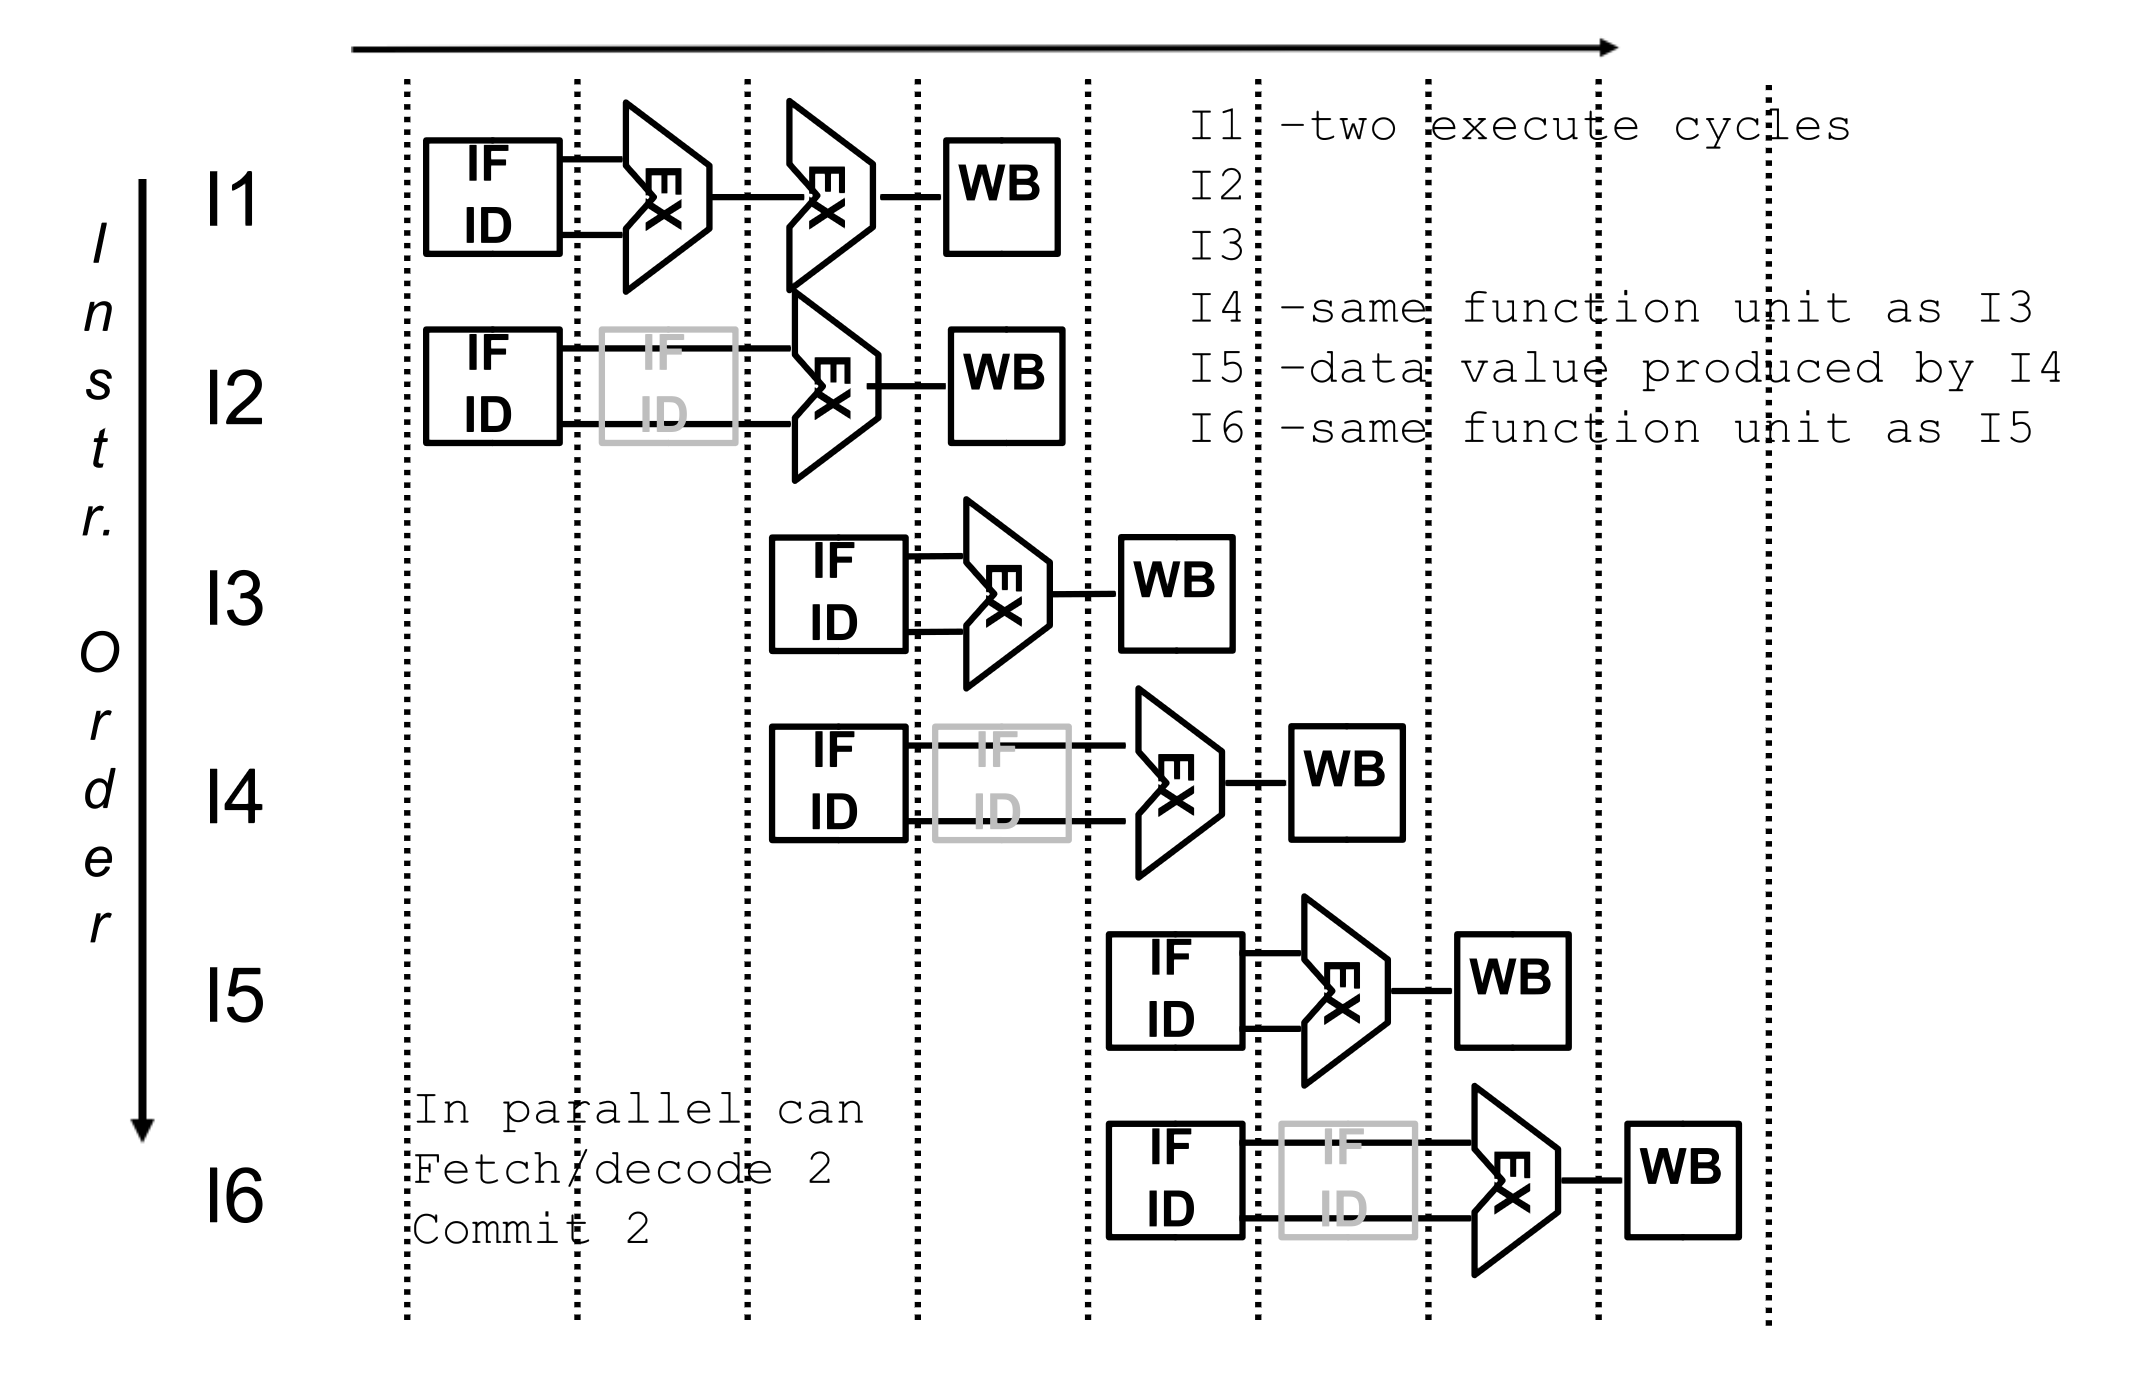 I1 -two execute cycles
I2
I3
I4 -same function unit as I3
I5 -data value produced by I4
I6 -same function unit as I5
Instr. Order
I1
IF
ID
EX
EX
WB
I2
IF
ID
IF
ID
EX
WB
I3
IF
ID
EX
WB
I4
IF
ID
IF
ID
EX
WB
I5
IF
ID
EX
WB
I6
IF
ID
IF
ID
EX
WB
In parallel can
Fetch/decode 2
Commit 2